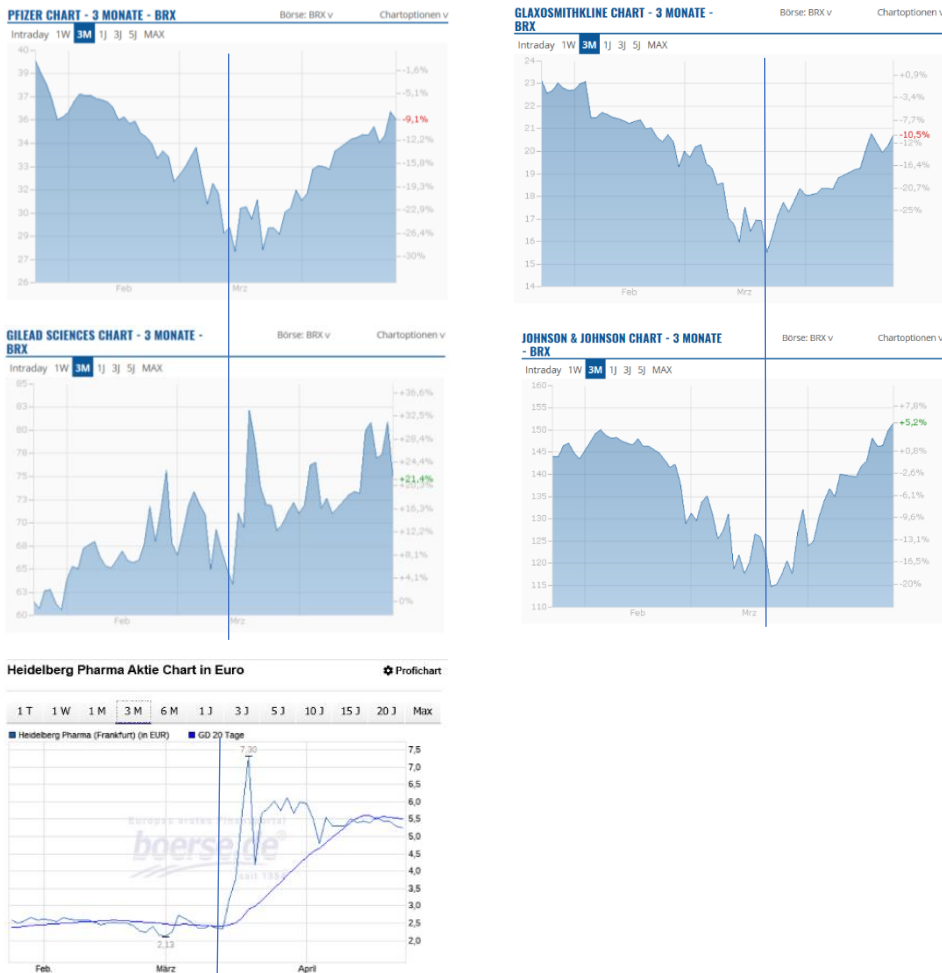 PFIZER CHART - 3 MONATE - BRX
Börse: BRX v
Chartoptionen v
Intraday 1W 3M 1J 3J 5J MAX
40
39
37
36
34
33
32
30
29
27
26
-1,6%
-5,1%
-9,1%
-12,2%
-15,8%
-19,3%
-22,9%
-26,4%
-30%
Feb
Mrz
GLAXOSMITHKLINE CHART - 3 MONATE -
BRX
Börse: BRX v
Chartoptionen v
Intraday 1W 3M 1J 3J 5J MAX
24
23
22
21
20
19
18
17
16
15
14
+0,9%
-3,4%
-7,7%
-10,5%
-12%
-16,4%
-20,7%
-25%
Feb
Mrz
GILEAD SCIENCES CHART - 3 MONATE -
BRX
Börse: BRX v
Chartoptionen v
Intraday 1W 3M 1J 3J 5J MAX
85
83
80
78
75
73
70
68
65
63
60
+36,6%
+32,5%
+28,4%
+24,4%
+21,4%
+16,3%
+12,2%
+8,1%
+4,1%
0%
Feb
Mrz
JOHNSON & JOHNSON CHART - 3 MONATE
- BRX
Börse: BRX v
Chartoptionen v
Intraday 1W 3M 1J 3J 5J MAX
160
155
150
145
140
135
130
125
120
115
110
+7,8%
+5,2%
+0,8%
-2,6%
-6,1%
-9,6%
-13,1%
-16,5%
-20%
Feb
Mrz
Heidelberg Pharma Aktie Chart in Euro
Profichart
1 T 1 W 1 M 3 M 6 M 1 J 3 J 5 J 10 J 15 J 20 J Max
Heidelberg Pharma (Frankfurt) (in EUR) GD 20 Tage
7,30
7,5
7,0
6,5
6,0
5,5
5,0
4,5
4,0
3,5
3,0
2,5
2,0
Europas erstes Finanzportal
boerse.de®
seit 1994
2,13
Feb.
März
April